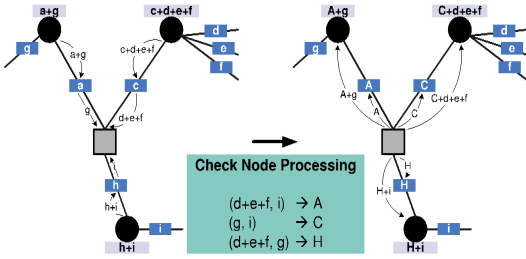 a+g
c+d+e+f
A+g
C+d+e+f
g
a+g
c+d+e+f
d
e
f
g
d
e
f
a
c
A
C
g
d+e+f
A+g
A
C
C+d+e+f
Check Node Processing
(d+e+f, i) → A
(g, i) → C
(d+e+f, g) → H
i
h
h+i
i
h+i
H
H
H+i
i
H+i